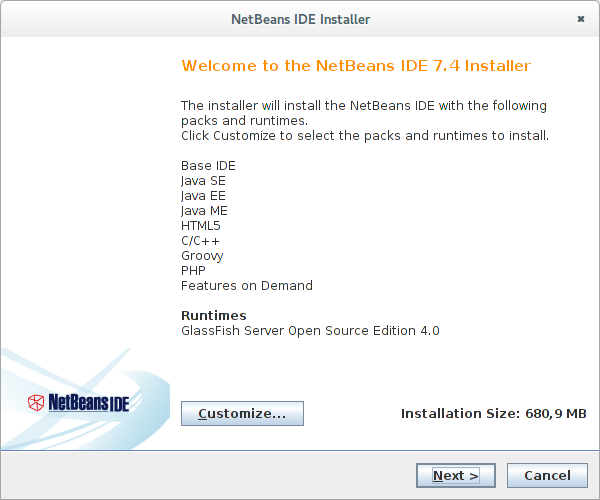 NetBeans IDE Installer
Welcome to the NetBeans IDE 7.4 Installer
The installer will install the NetBeans IDE with the following
packs and runtimes.
Click Customize to select the packs and runtimes to install.
Base IDE
Java SE
Java EE
Java ME
HTML5
C/C++
Groovy
PHP
Features on Demand
Runtimes
GlassFish Server Open Source Edition 4.0
NetBeans IDE
Customize...
Installation Size: 680,9 MB
Next >
Cancel